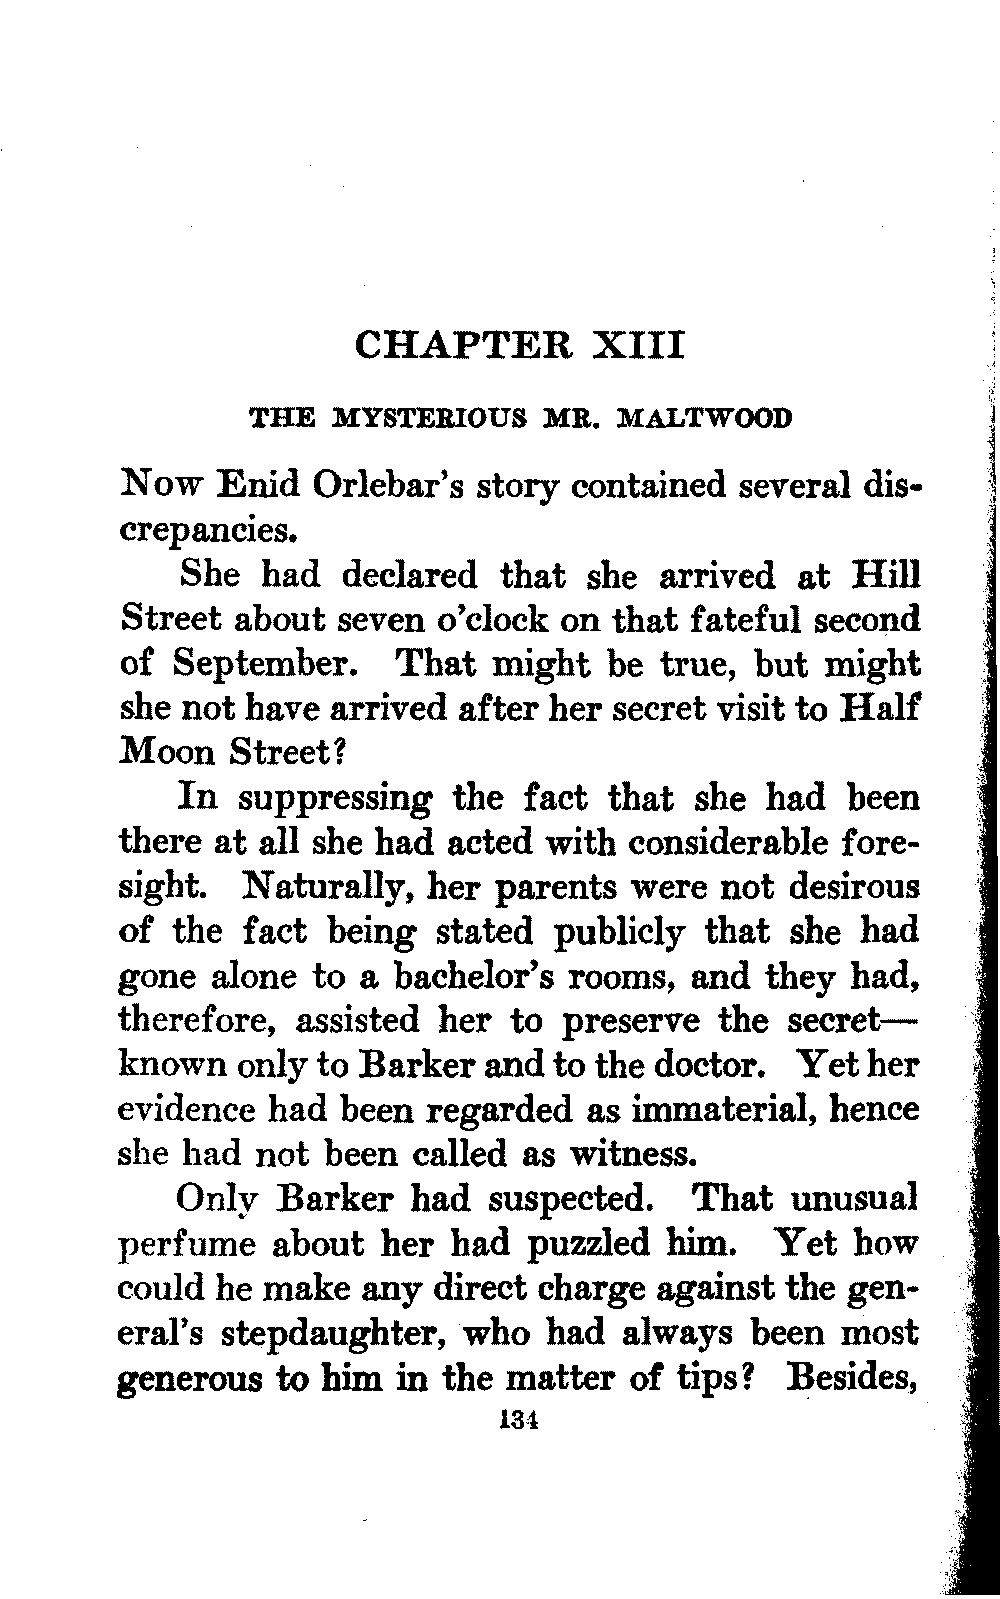 CHAPTER XIII
THE MYSTERIOUS MR. MALTWOOD
Now Enid Orlebar's story contained several dis-
crepancies.
She had declared that she arrived at Hill
Street about seven o'clock on that fateful second
of September. That might be true, but might
she not have arrived after her secret visit to Half
Moon Street?
In suppressing the fact that she had been
there at all she had acted with considerable fore-
sight. Naturally, her parents were not desirous
of the fact being stated publicly that she had
gone alone to a bachelor's rooms, and they had,
therefore, assisted her to preserve the secret—
known only to Barker and to the doctor. Yet her
evidence had been regarded as immaterial, hence
she had not been called as witness.
Only Barker had suspected. That unusual
perfume about her had puzzled him. Yet how
could he make any direct charge against the gen-
eral's stepdaughter, who had always been most
generous to him in the matter of tips? Besides,
134